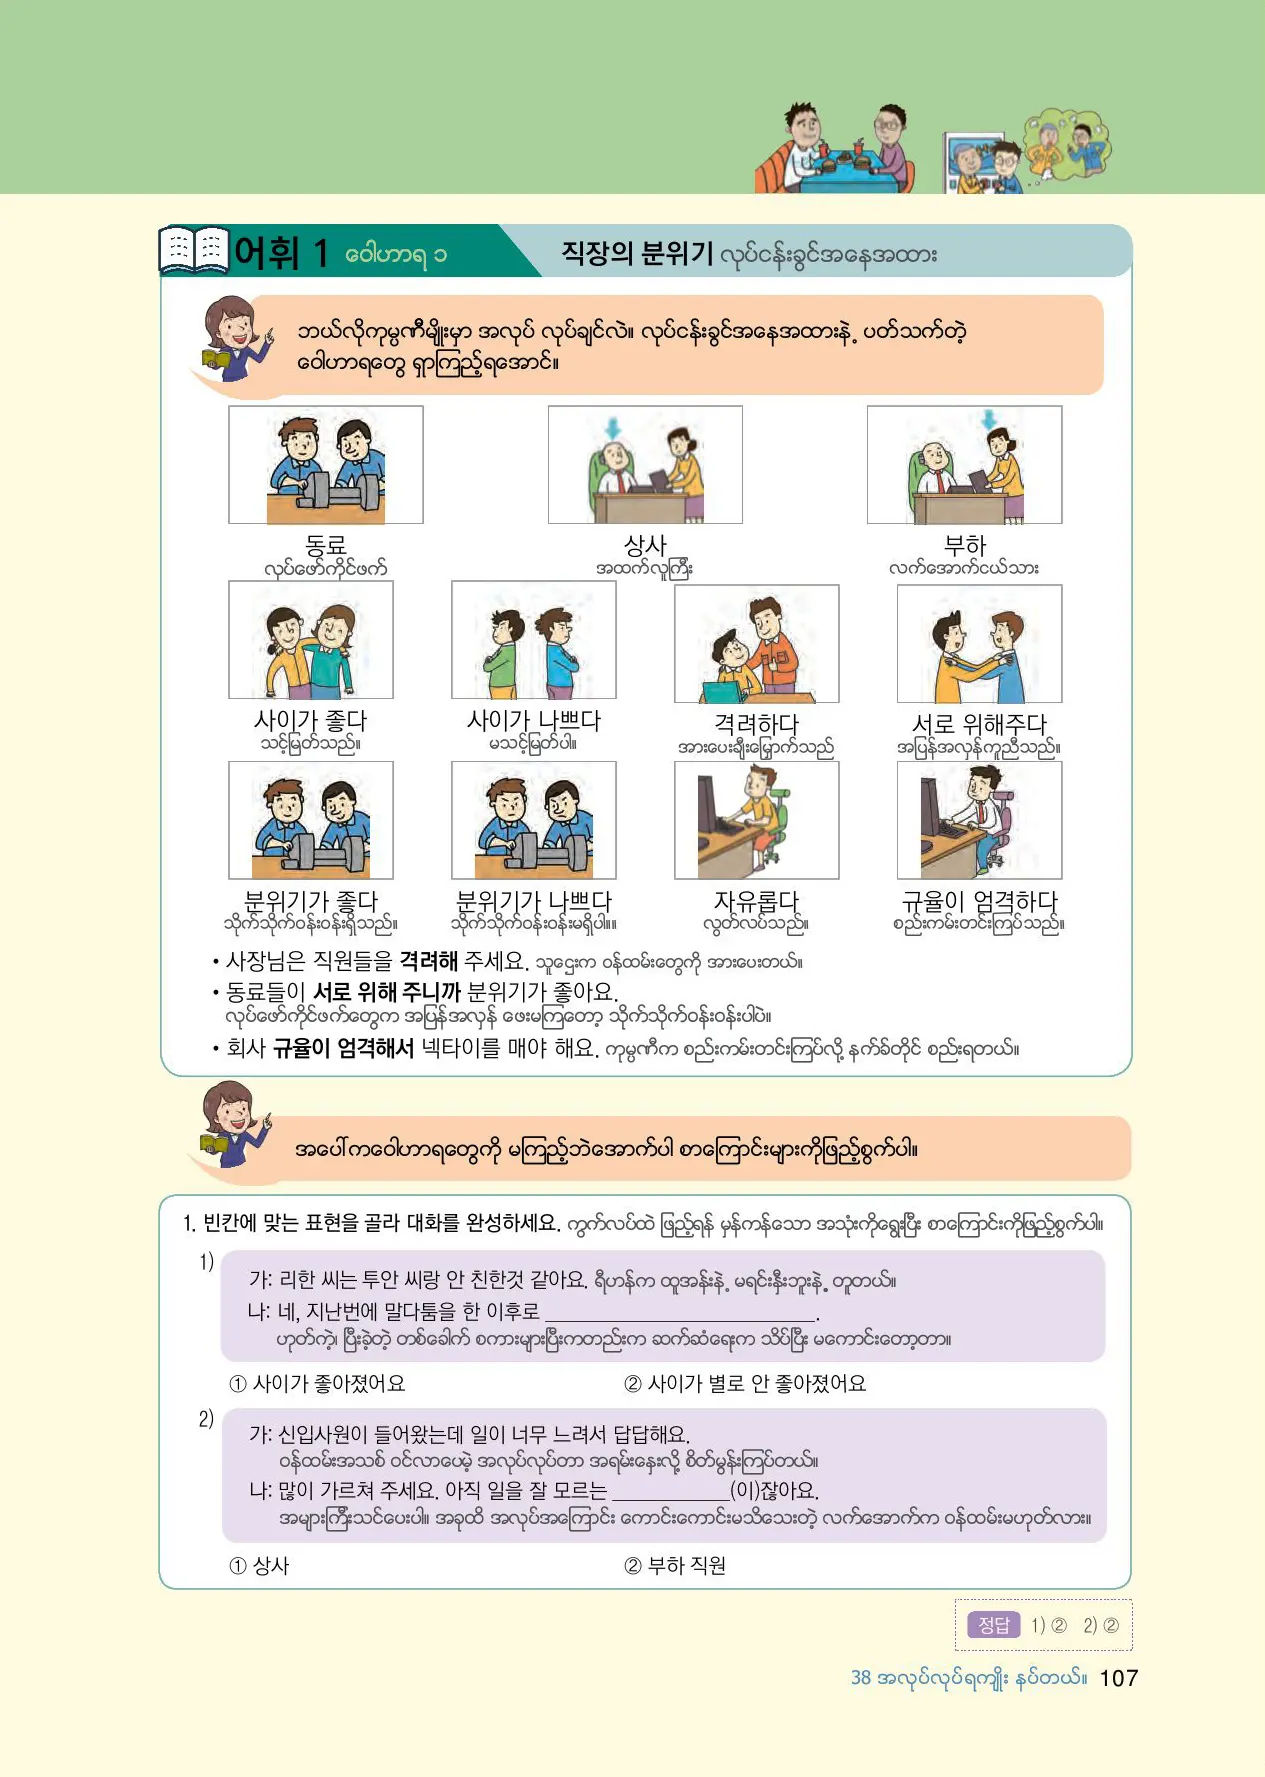 어휘 1 ဝေါဟာရ ၁
직장의 분위기 လုပ်ငန်းခွင်အနေအထား
ဘယ်လိုကုမ္ပဏီမျိုးမှာ အလုပ် လုပ်ချင်လဲ။ လုပ်ငန်းခွင်အနေအထားနဲ့ ပတ်သက်တဲ့
ဝေါဟာရတွေ ရှာကြည့်ရအောင်။
동료 상사 부하
လုပ်ဖော်ကိုင်ဖက် အထက်လူကြီး လက်အောက်ငယ်သား
사이가 좋다 사이가 나쁘다 격려하다 서로 위해주다
သင့်မြတ်သည်။ မသင့်မြတ်ပါ။ အားပေးချီးမြှောက်သည် အပြန်အလှန်ကူညီသည်။
분위기가 좋다 분위기가 나쁘다 자유롭다 규율이 엄격하다
သိုက်သိုက်ဝန်းဝန်းရှိသည်။ သိုက်သိုက်ဝန်းဝန်းမရှိပါ။။ လွတ်လပ်သည်။ စည်းကမ်းတင်းကြပ်သည်။
• 사장님은 직원들을 격려해 주세요. သူဌေးက ဝန်ထမ်းတွေကို အားပေးတယ်။
• 동료들이 서로 위해 주니까 분위기가 좋아요.
လုပ်ဖော်ကိုင်ဖက်တွေက အပြန်အလှန် ဖေးမကြတော့ သိုက်သိုက်ဝန်းဝန်းပါပဲ။
• 회사 규율이 엄격해서 넥타이를 매야 해요. ကုမ္ပဏီက စည်းကမ်းတင်းကြပ်လို့ နက်ခ်တိုင် စည်းရတယ်။
အပေါ်ကဝေါဟာရတွေကို မကြည့်ဘဲအောက်ပါ စာကြောင်းများကိုဖြည့်စွက်ပါ။
1. 빈칸에 맞는 표현을 골라 대화를 완성하세요. ကွက်လပ်ထဲ ဖြည့်ရန် မှန်ကန်သော အသုံးကိုရွေးပြီး စာကြောင်းကိုဖြည့်စွက်ပါ။
1)
가: 리한 씨는 투안 씨랑 안 친한것 같아요. ရီဟန်က ထူအန်းနဲ့ မရင်းနှီးဘူးနဲ့ တူတယ်။
나: 네, 지난번에 말다툼을 한 이후로 ____________________.
ဟုတ်ကဲ့၊ ပြီးခဲ့တဲ့ တစ်ခေါက် စကားများပြီးကတည်းက ဆက်ဆံရေးက သိပ်ပြီး မကောင်းတော့တာ။
① 사이가 좋아졌어요 ② 사이가 별로 안 좋아졌어요
2)
가: 신입사원이 들어왔는데 일이 너무 느려서 답답해요.
ဝန်ထမ်းအသစ် ဝင်လာပေမဲ့ အလုပ်လုပ်တာ အရမ်းနှေးလို့ စိတ်မွန်းကြပ်တယ်။
나: 많이 가르쳐 주세요. 아직 일을 잘 모르는 __________(이)잖아요.
အများကြီးသင်ပေးပါ။ အခုထိ အလုပ်အကြောင်း ကောင်းကောင်းမသိသေးတဲ့ လက်အောက်က ဝန်ထမ်းမဟုတ်လား။
① 상사 ② 부하 직원
정답 1) ② 2) ②
38 အလုပ်လုပ်ရကျိုး နပ်တယ်။ 107